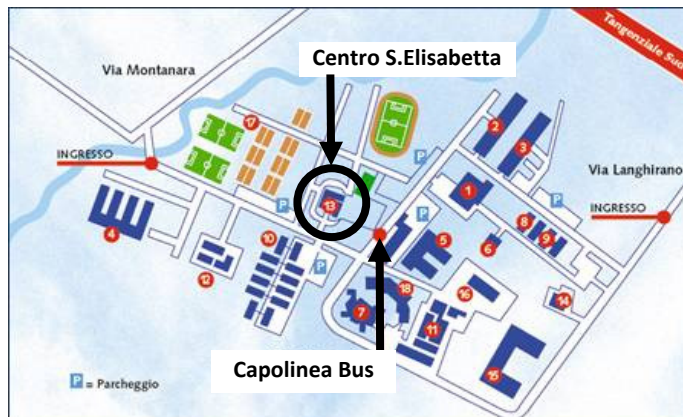 Centro S.Elisabetta
Tangenziale Sud
Via Montanara
17
2
3
P
INGRESSO
Via Langhirano
1
P
INGRESSO
13
P
P
4
10
8
9
5
6
12
P
16
18
14
7
11
15
Capolinea Bus
P = Parcheggio